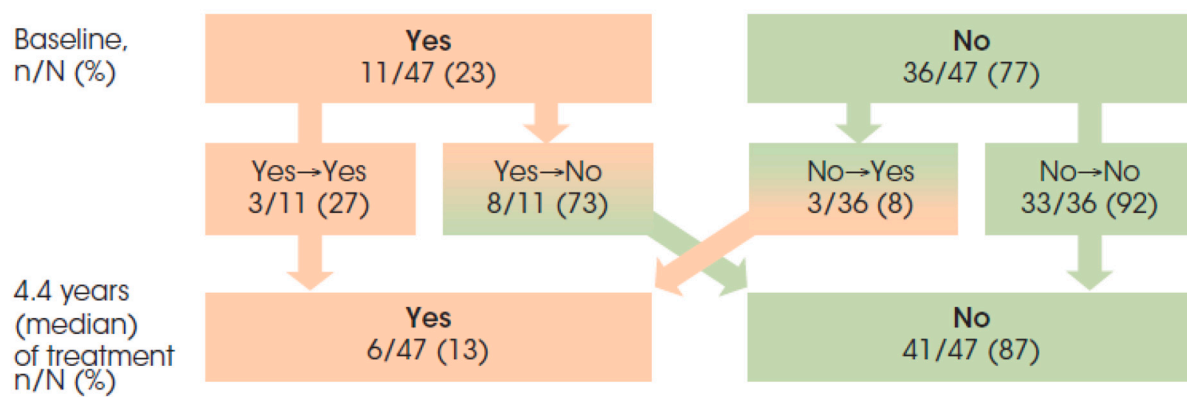 Baseline,
n/N (%)
Yes
11/47 (23)
No
36/47 (77)
Yes→Yes
3/11 (27)
Yes→No
8/11 (73)
No→Yes
3/36 (8)
No→No
33/36 (92)
4.4 years
(median)
of treatment
n/N (%)
Yes
6/47 (13)
No
41/47 (87)